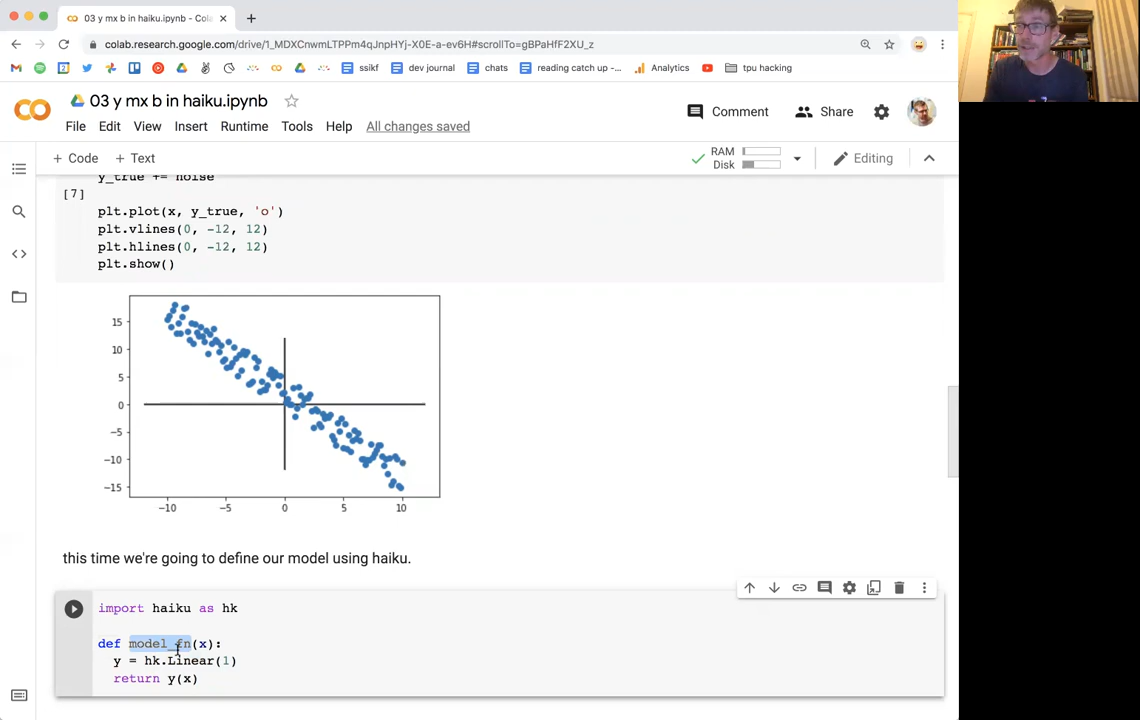 03 y mx b in haiku.ipynb - Cola
colab.research.google.com/drive/1_MDXCnwmLTPPm4qJnpHYj-X0E-a-ev6H#scrollTo=gBPaHfF2XU_z
ssikf
dev journal
chats
reading catch up -...
Analytics
tpu hacking
03 y mx b in haiku.ipynb
Comment
Share
File Edit View Insert Runtime Tools Help All changes saved
+ Code + Text
RAM
Disk
Editing
y_true += noise
[7]
plt.plot(x, y_true, 'o')
plt.vlines(0, -12, 12)
plt.hlines(0, -12, 12)
plt.show()
15
10
5
0
−5
−10
−15
−10 −5 0 5 10
this time we're going to define our model using haiku.
import haiku as hk
def model_fn(x):
y = hk.Linear(1)
return y(x)